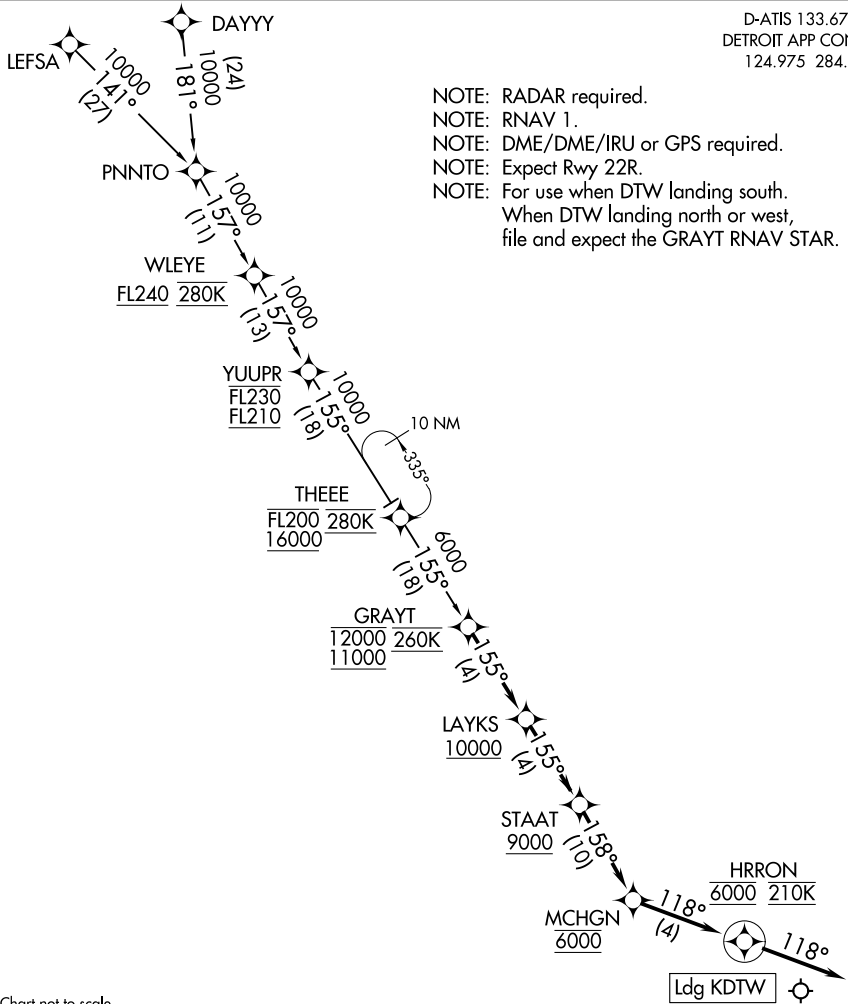 D-ATIS 133.67
DETROIT APP CON
124.975 284.
DAYYY
LEFSA
10000
141°
(27)
(24)
10000
181°
NOTE: RADAR required.
NOTE: RNAV 1.
NOTE: DME/DME/IRU or GPS required.
NOTE: Expect Rwy 22R.
NOTE: For use when DTW landing south.
When DTW landing north or west,
file and expect the GRAYT RNAV STAR.
PNNTO
10000
157°
(11)
WLEYE
FL240 280K
10000
157°
(13)
YUUPR
FL230
FL210
10000
155°
(18)
10 NM
335°
THEEE
FL200 280K
16000
6000
155°
(18)
GRAYT
12000 260K
11000
155°
(4)
LAYKS
10000
155°
(4)
STAAT
9000
158°
(10)
HRRON
6000 210K
MCHGN
6000
118°
(4)
118°
Ldg KDTW
Chart not to scale